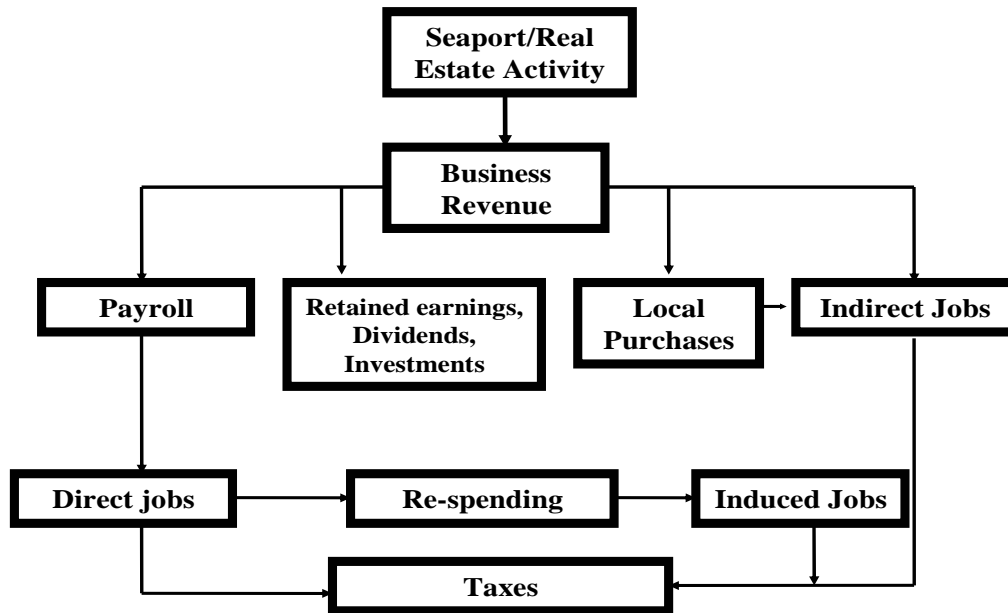 Seaport/Real
Estate Activity
Business
Revenue
Payroll
Retained earnings,
Dividends,
Investments
Local
Purchases
Indirect Jobs
Direct jobs
Re-spending
Induced Jobs
Taxes